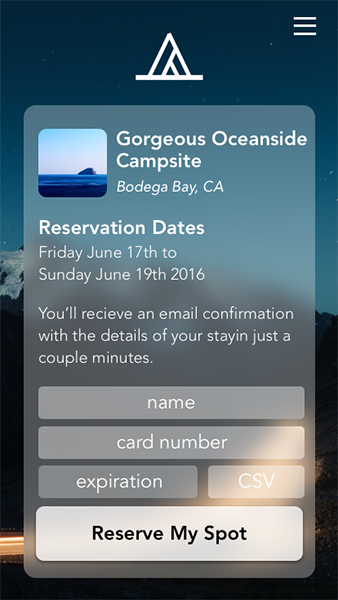 Gorgeous Oceanside
Campsite
Bodega Bay, CA
Reservation Dates
Friday June 17th to
Sunday June 19th 2016
You'll recieve an email confirmation
with the details of your stayin just a
couple minutes.
name
card number
expiration CSV
Reserve My Spot